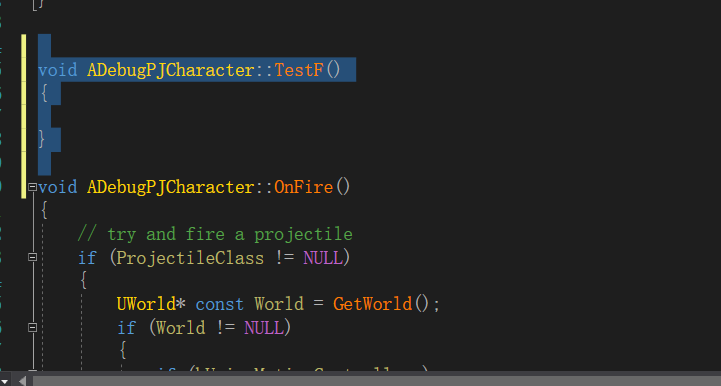 }
void ADebugPJCharacter::TestF()
{
}
void ADebugPJCharacter::OnFire()
{
// try and fire a projectile
if (ProjectileClass != NULL)
{
UWorld* const World = GetWorld();
if (World != NULL)
{